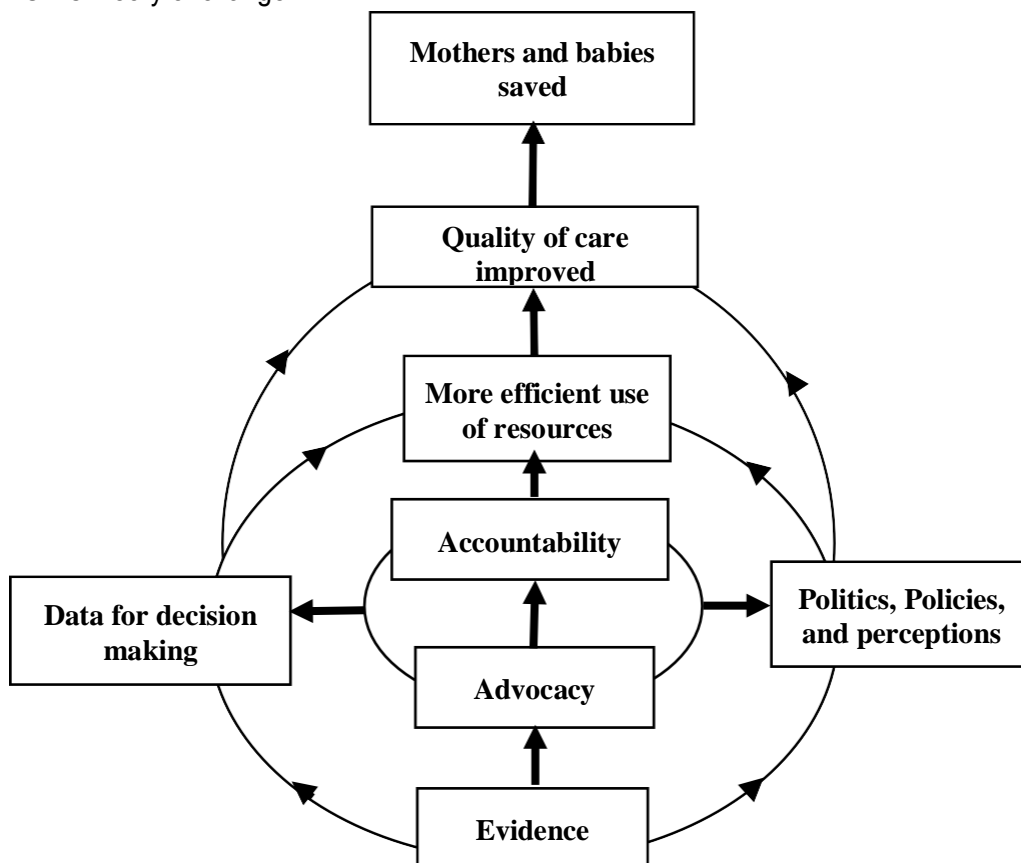 Mothers and babies
saved
Quality of care
improved
More efficient use
of resources
Accountability
Data for decision
making
Politics, Policies,
and perceptions
Advocacy
Evidence